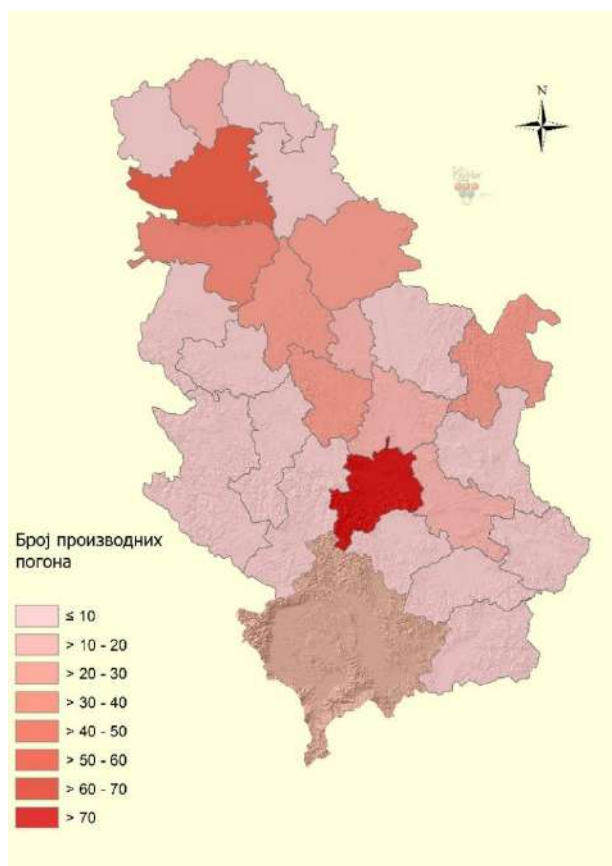 N
Број производних
погона
≤ 10
> 10 - 20
> 20 - 30
> 30 - 40
> 40 - 50
> 50 - 60
> 60 - 70
> 70